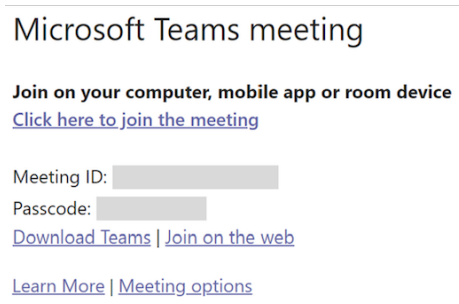 Microsoft Teams meeting
Join on your computer, mobile app or room device
Click here to join the meeting
Meeting ID:
Passcode:
Download Teams | Join on the web
Learn More | Meeting options